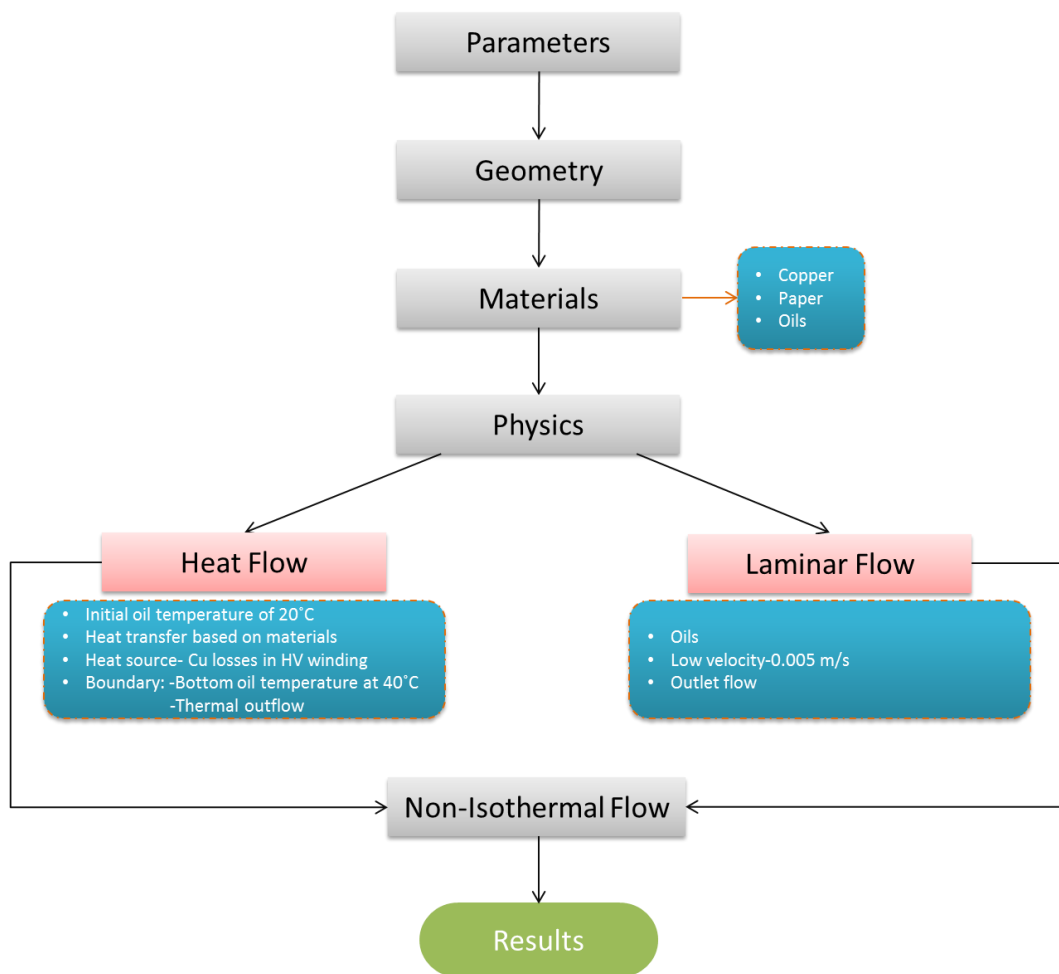 Parameters
Geometry
Materials
• Copper
• Paper
• Oils
Physics
Heat Flow
• Initial oil temperature of 20˚C
• Heat transfer based on materials
• Heat source- Cu losses in HV winding
• Boundary: -Bottom oil temperature at 40˚C
-Thermal outflow
Laminar Flow
• Oils
• Low velocity-0.005 m/s
• Outlet flow
Non-Isothermal Flow
Results